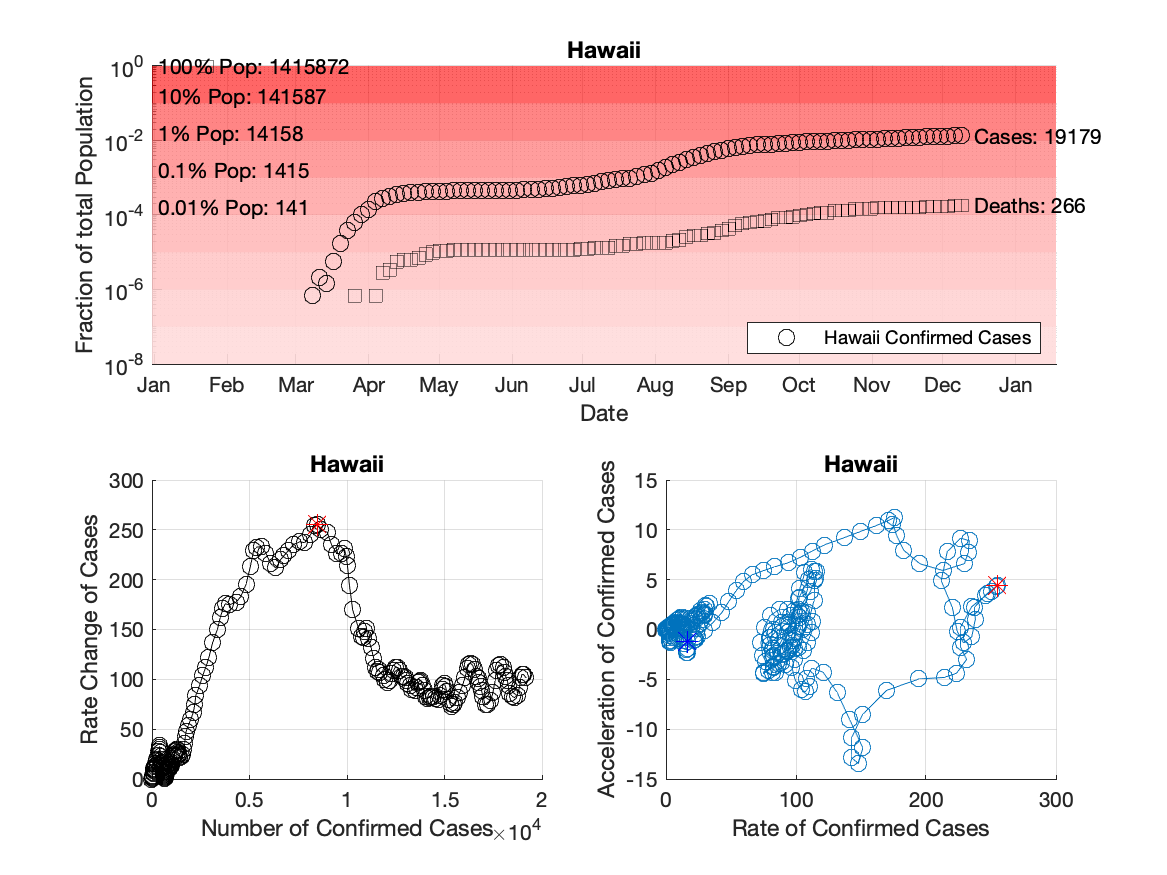 Hawaii
10^0
10^-2
10^-4
10^-6
10^-8
Fraction of total Population
100% Pop: 1415872
10% Pop: 141587
1% Pop: 14158
0.1% Pop: 1415
0.01% Pop: 141
Cases: 19179
Deaths: 266
Hawaii Confirmed Cases
Jan Feb Mar Apr May Jun Jul Aug Sep Oct Nov Dec Jan
Date
Hawaii
300
250
200
150
100
50
0
Rate Change of Cases
0 0.5 1 1.5 2
Number of Confirmed Cases ×10^4
Hawaii
15
10
5
0
-5
-10
-15
Acceleration of Confirmed Cases
0 100 200 300
Rate of Confirmed Cases